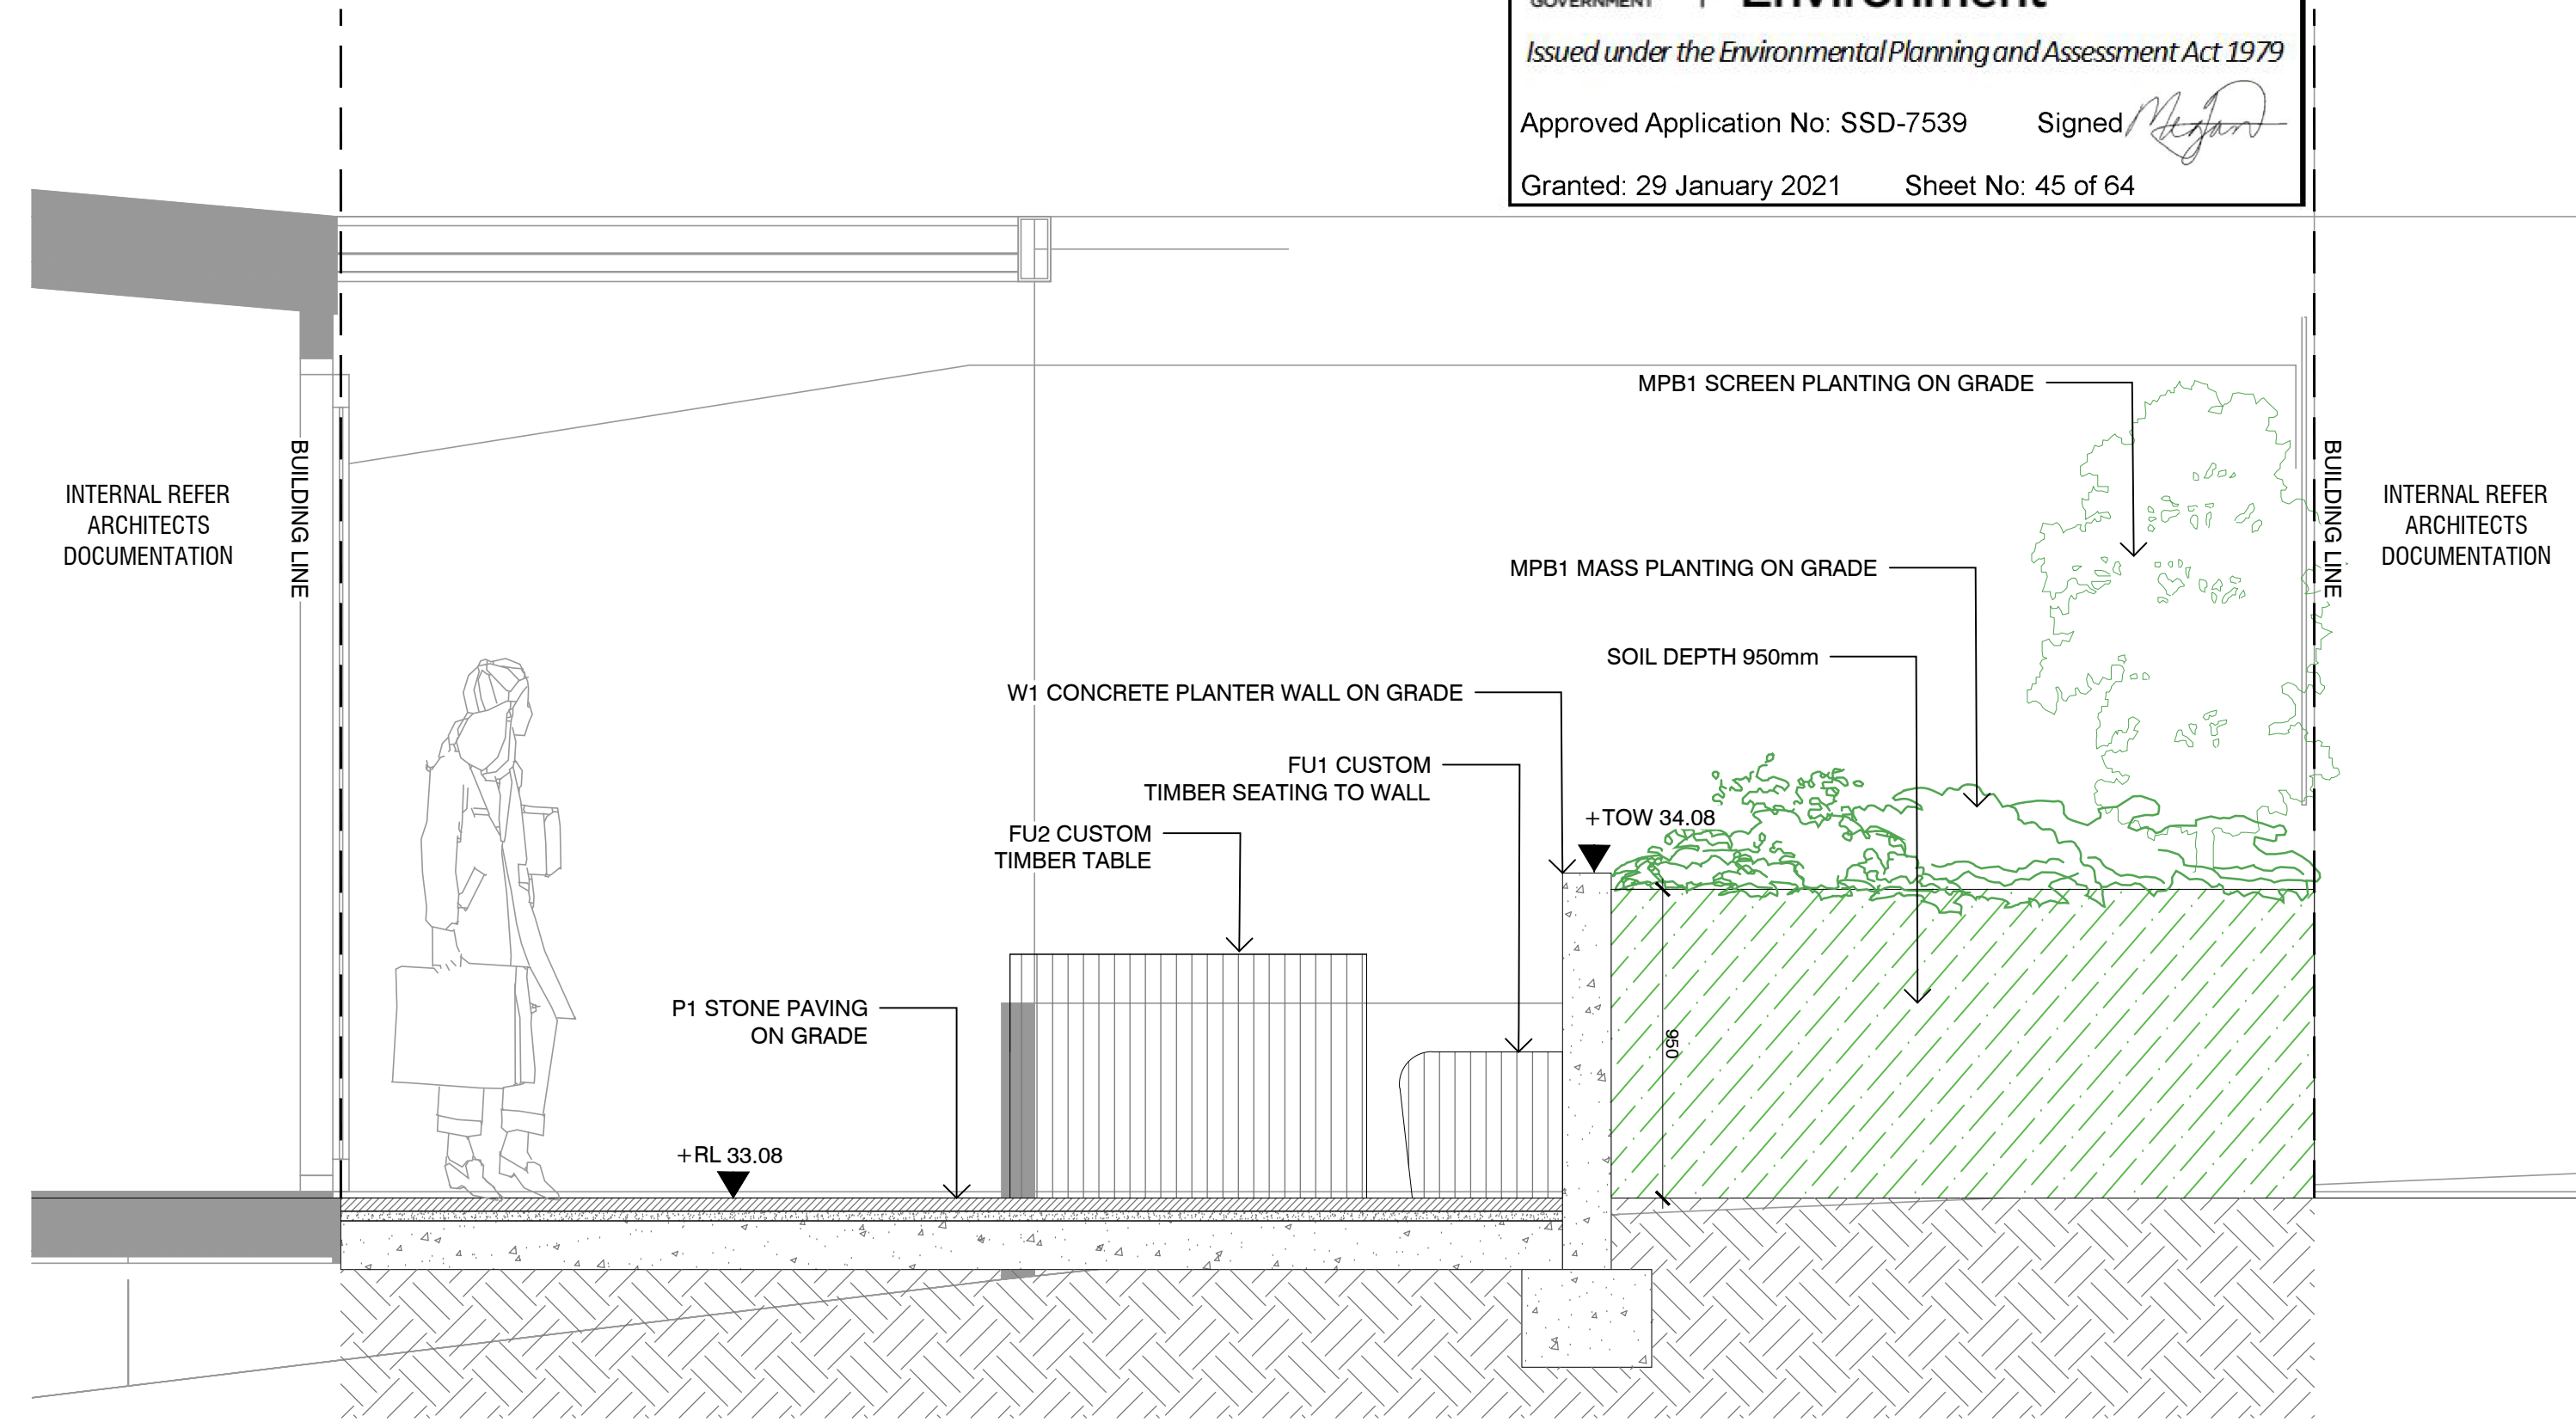 GOVERNMENT
Environment
Issued under the Environmental Planning and Assessment Act 1979
Approved Application No: SSD-7539 Signed
Granted: 29 January 2021 Sheet No: 45 of 64
MPB1 SCREEN PLANTING ON GRADE
BUILDING LINE
INTERNAL REFER
ARCHITECTS
DOCUMENTATION
BUILDING LINE
INTERNAL REFER
ARCHITECTS
DOCUMENTATION
MPB1 MASS PLANTING ON GRADE
SOIL DEPTH 950mm
W1 CONCRETE PLANTER WALL ON GRADE
FU1 CUSTOM
TIMBER SEATING TO WALL
+TOW 34.08
FU2 CUSTOM
TIMBER TABLE
P1 STONE PAVING
ON GRADE
950
+RL 33.08